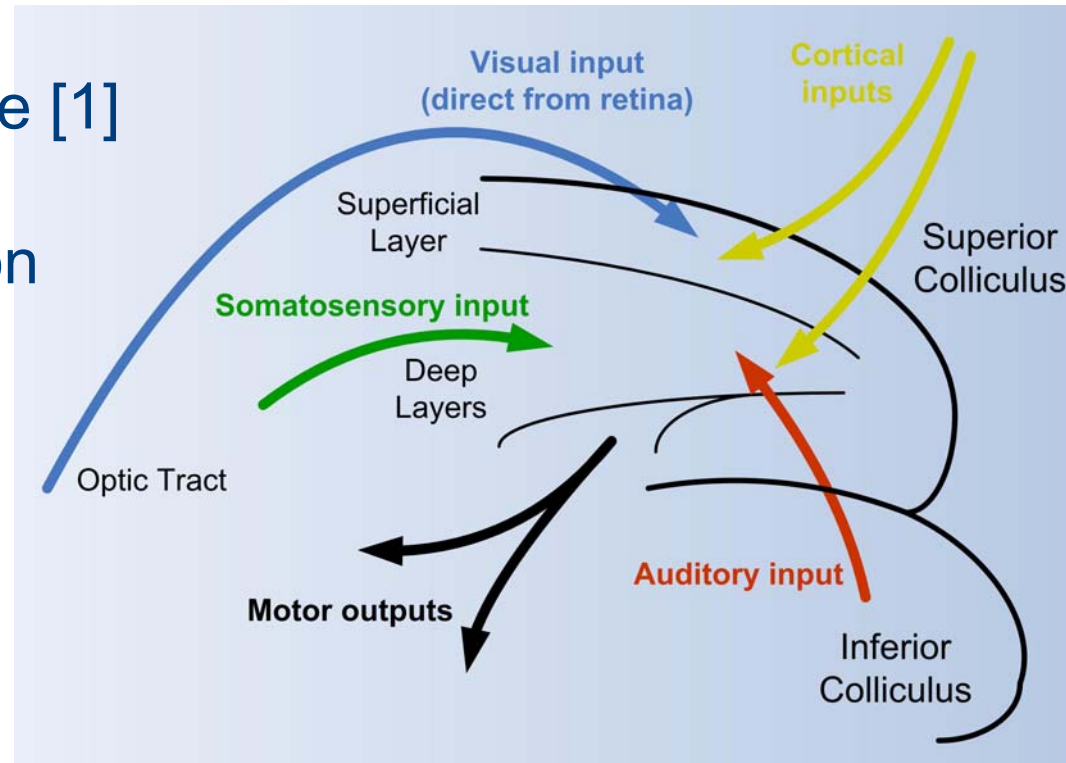 e [1]
on
Visual input
(direct from retina)
Cortical
inputs
Superficial
Layer
Superior
Colliculus
Somatosensory input
Deep
Layers
Optic Tract
Auditory input
Motor outputs
Inferior
Colliculus